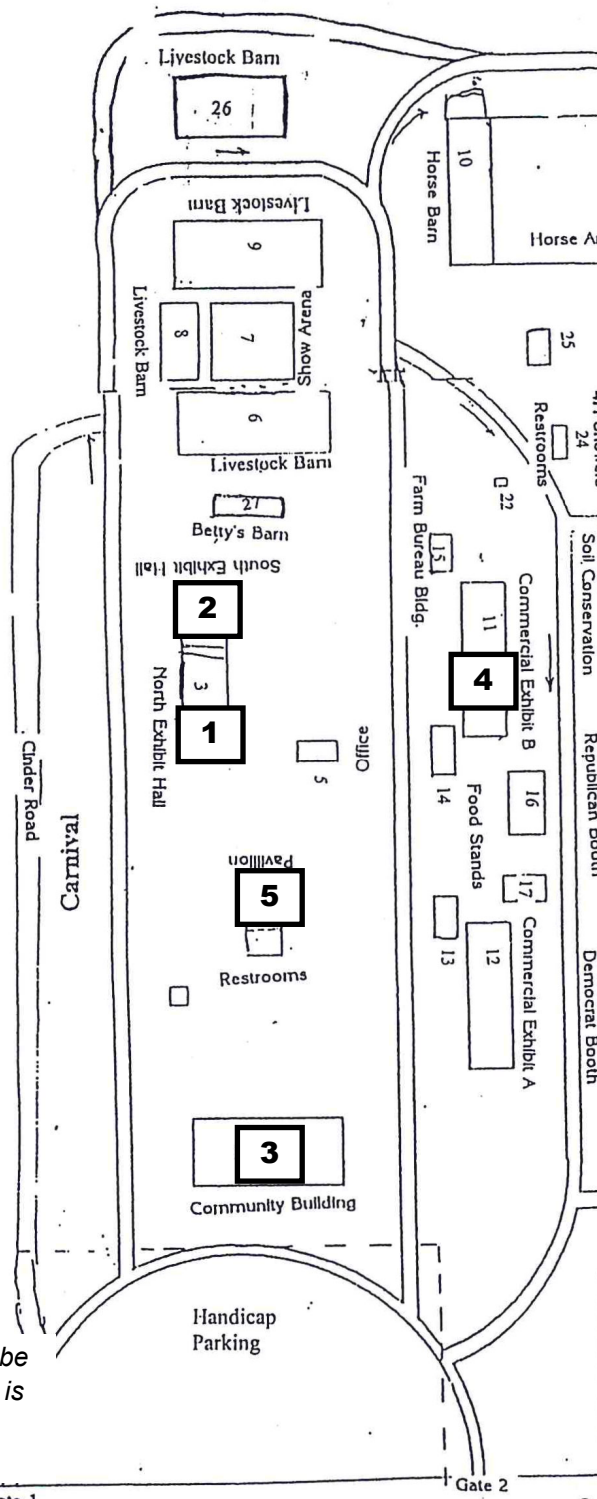 Livestock Barn
26
Livestock Barn
9
10
Horse Barn
Horse
Livestock Barn
8
7
Show Arena
25
24
Restrooms
22
6
Livestock Barn
27
Betty's Barn
South Exhibit Hall
15
Farm Bureau Bldg.
Soil Conservation
2
11
Commercial Exhibit B
4
3
North Exhibit Hall
1
Office
5
14
16
Food Stands
Republican Booth
Cinder Road
Carnival
Pavillion
5
Restrooms
17
13
12
Commercial Exhibit A
Democrat Booth
3
Community Building
Handicap
Parking
be
is
Gate 2